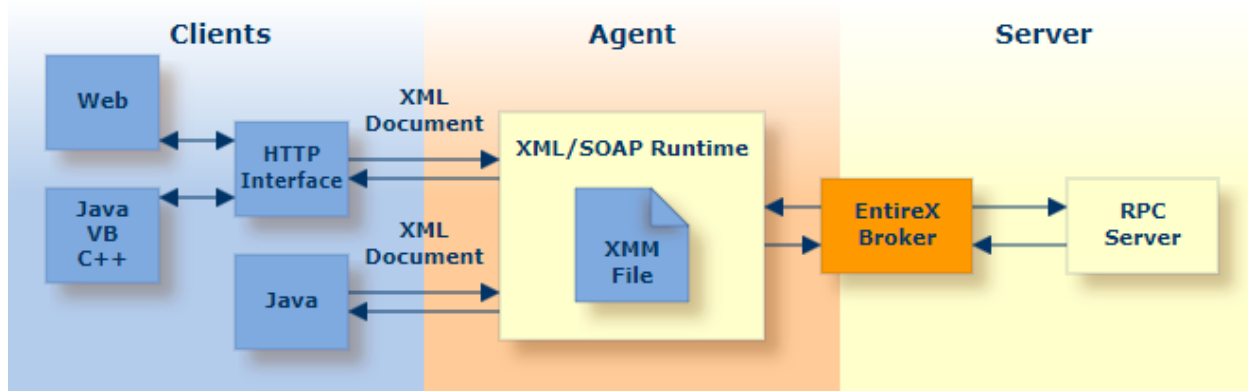 Clients
Agent
Server
Web
Java
VB
C++
HTTP
Interface
Java
XML
Document
XML
Document
XML/SOAP Runtime
XMM
File
EntireX
Broker
RPC
Server